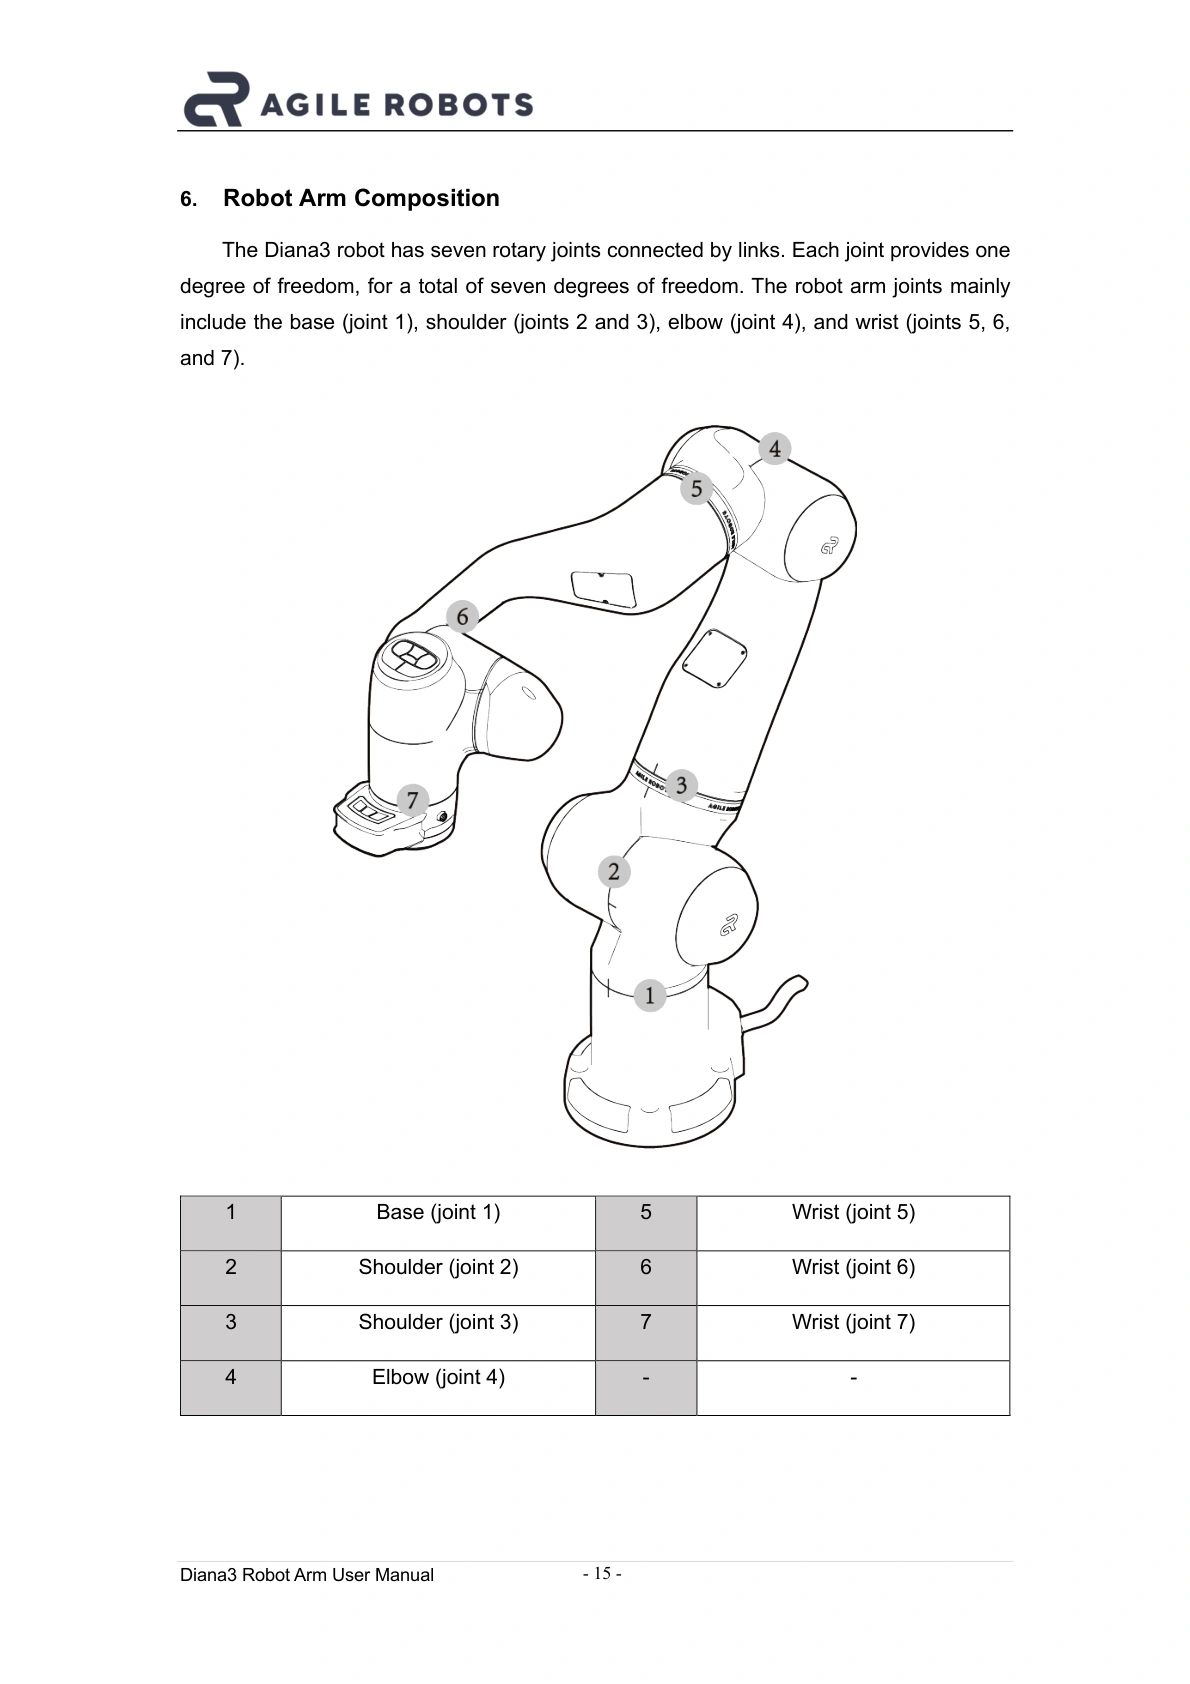 AGILE ROBOTS
6. Robot Arm Composition
The Diana3 robot has seven rotary joints connected by links. Each joint provides one
degree of freedom, for a total of seven degrees of freedom. The robot arm joints mainly
include the base (joint 1), shoulder (joints 2 and 3), elbow (joint 4), and wrist (joints 5, 6,
and 7).
4
5
6
3
AGILE ROBO
AGILE
7
2
1
1 Base (joint 1) 5 Wrist (joint 5)
2 Shoulder (joint 2) 6 Wrist (joint 6)
3 Shoulder (joint 3) 7 Wrist (joint 7)
4 Elbow (joint 4) - -
Diana3 Robot Arm User Manual - 15 -